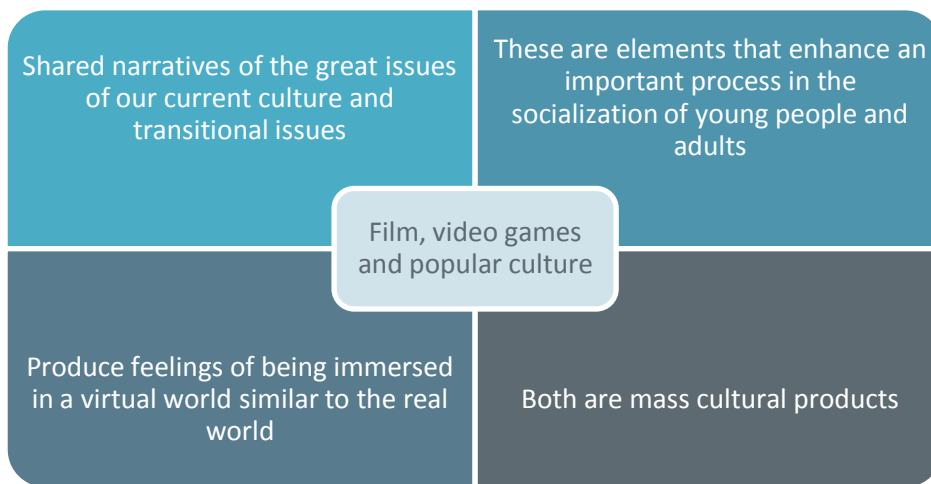 Shared narratives of the great issues
of our current culture and
transitional issues
These are elements that enhance an
important process in the
socialization of young people and
adults
Film, video games
and popular culture
Produce feelings of being immersed
in a virtual world similar to the real
world
Both are mass cultural products